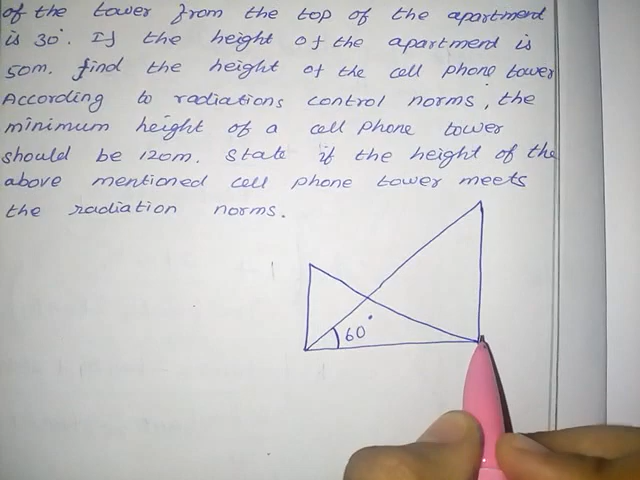 of the tower from the top of the apartment
is 30°. If the height of the apartment is
50m. find the height of the cell phone tower
According to radiations control norms, the
minimum height of a cell phone tower
should be 120m. State if the height of the
above mentioned cell phone tower meets
the radiation norms.
60°